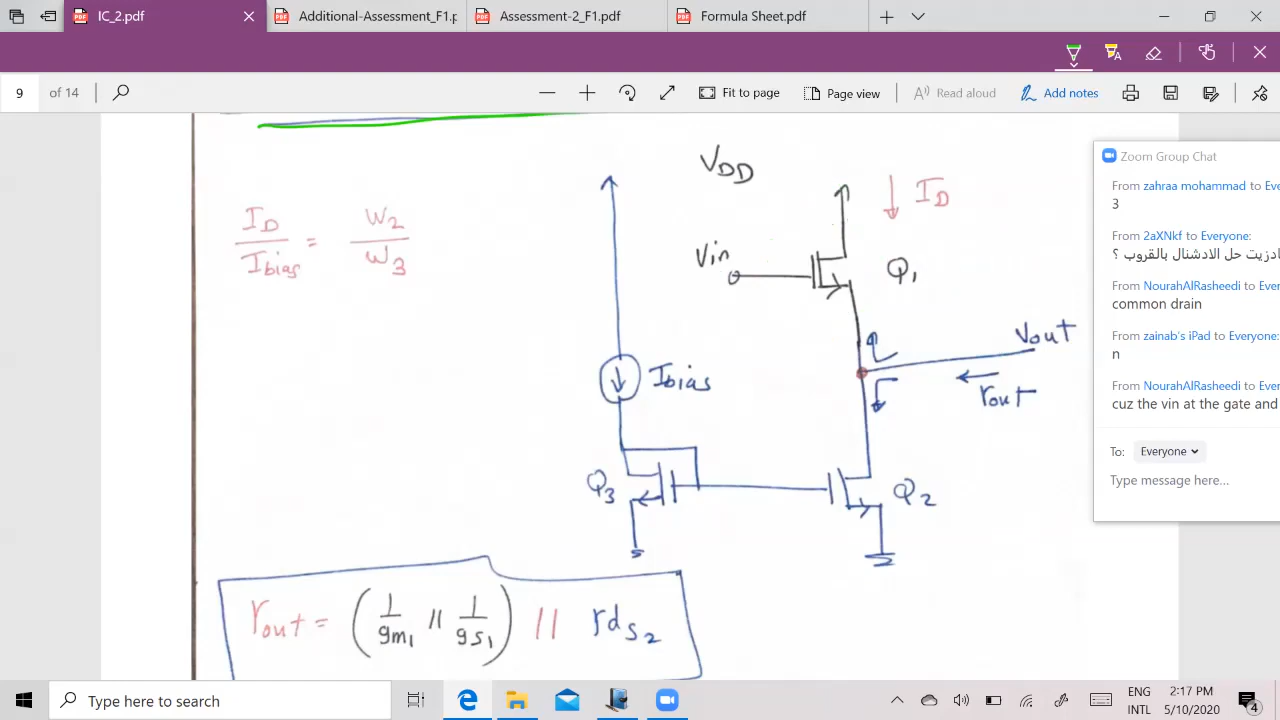 IC_2.pdf
Additional-Assessment_F1.p
Assessment-2_F1.pdf
Formula Sheet.pdf
9 of 14
Fit to page
Page view
Read aloud
Add notes
VDD
ID
ID / Ibias = W2 / W3
Vin
Q1
Vout
rout
Ibias
Q3
Q2
rout = (1/gm1 || 1/gs1) || rds2
Zoom Group Chat
From zahraa mohammad to Eve
3
From 2aXNkf to Everyone:
حل الادشنال بالقروب ؟
From NourahAlRasheedi to Ever
common drain
From zainab's iPad to Everyone:
n
From NourahAlRasheedi to Ever
cuz the vin at the gate and
To: Everyone
Type message here...
Type here to search
ENG
INTL
2:17 PM
5/10/2020
4